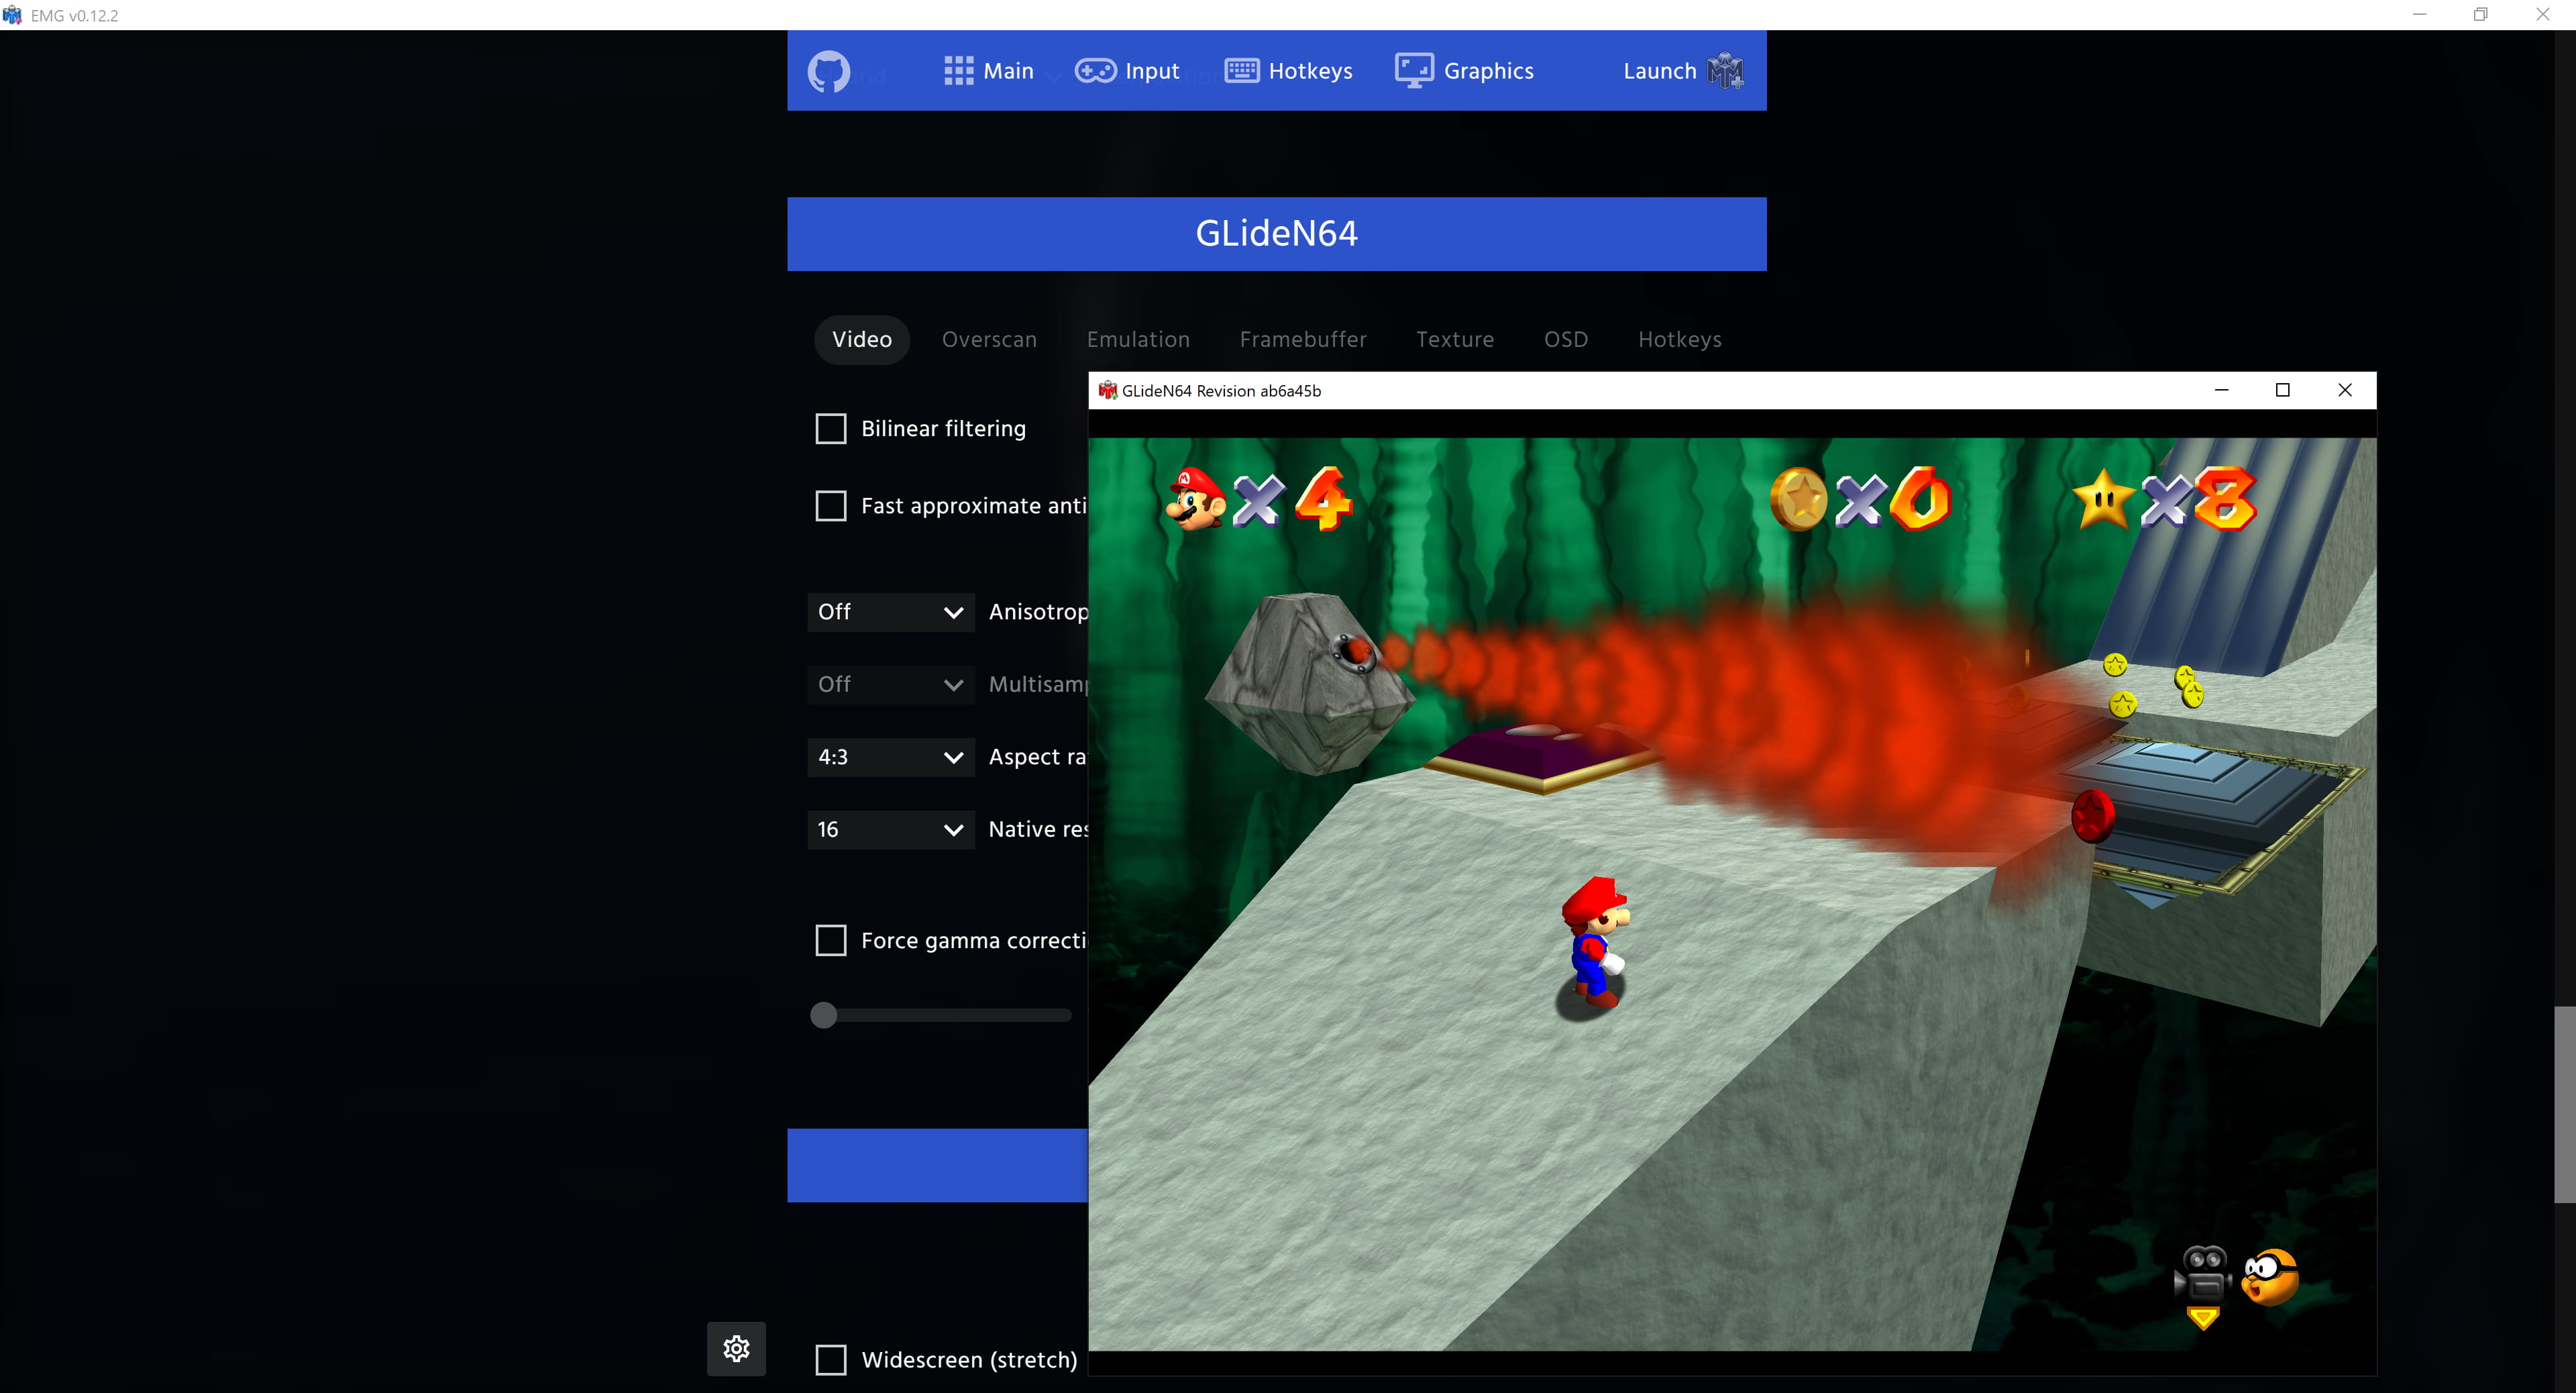 EMG v0.12.2
Main
Input
Hotkeys
Graphics
Launch
GLideN64
Video
Overscan
Emulation
Framebuffer
Texture
OSD
Hotkeys
GLideN64 Revision ab6a45b
Bilinear filtering
Fast approximate anti
Off
Anisotrop
Off
Multisam
4:3
Aspect ra
16
Native res
Force gamma correcti
Widescreen (stretch)
M
x 4
x 0
x 8